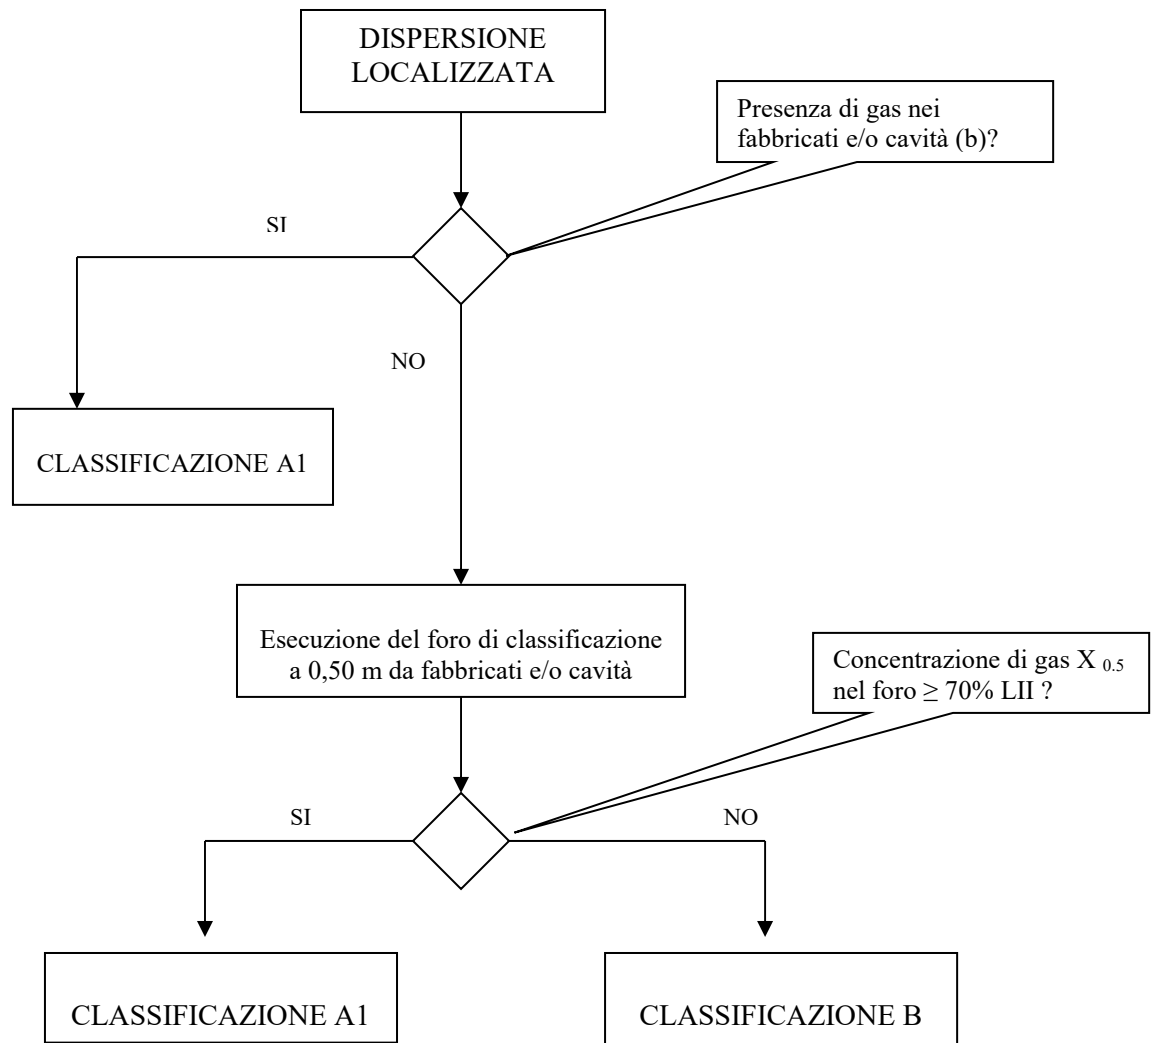 DISPERSIONE
LOCALIZZATA
Presenza di gas nei
fabbricati e/o cavità (b)?
SI
NO
CLASSIFICAZIONE A1
Esecuzione del foro di classificazione
a 0,50 m da fabbricati e/o cavità
Concentrazione di gas X 0.5
nel foro ≥ 70% LII ?
SI
NO
CLASSIFICAZIONE A1
CLASSIFICAZIONE B